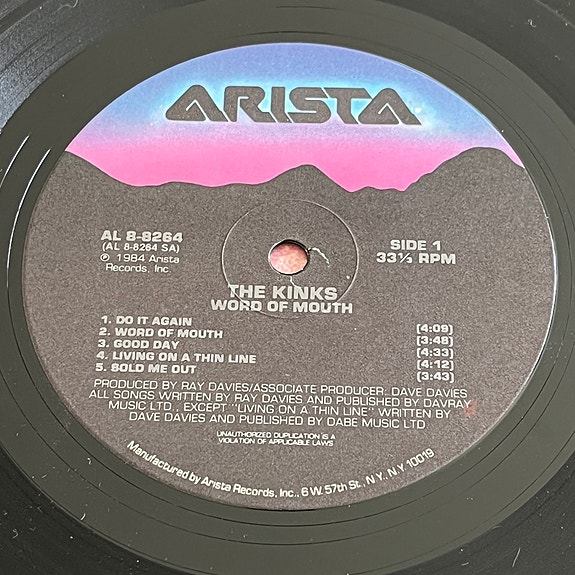 ARISTA
AL 8-8264
(AL 8-8264 SA)
℗ 1984 Arista
Records, Inc
SIDE 1
33⅓ RPM
THE KINKS
WORD OF MOUTH
1. DO IT AGAIN [4:09]
2. WORD OF MOUTH [3:48]
3. GOOD DAY [4:33]
4. LIVING ON A THIN LINE [4:12]
5. SOLD ME OUT [3:43]
PRODUCED BY RAY DAVIES/ASSOCIATE PRODUCER: DAVE DAVIES
ALL SONGS WRITTEN BY RAY DAVIES AND PUBLISHED BY DAVRAY
MUSIC LTD., EXCEPT "LIVING ON A THIN LINE" WRITTEN BY
DAVE DAVIES AND PUBLISHED BY DABE MUSIC LTD
UNAUTHORIZED DUPLICATION IS A
VIOLATION OF APPLICABLE LAWS
Manufactured by Arista Records, Inc., 6 W. 57th St., N.Y., N.Y. 10019